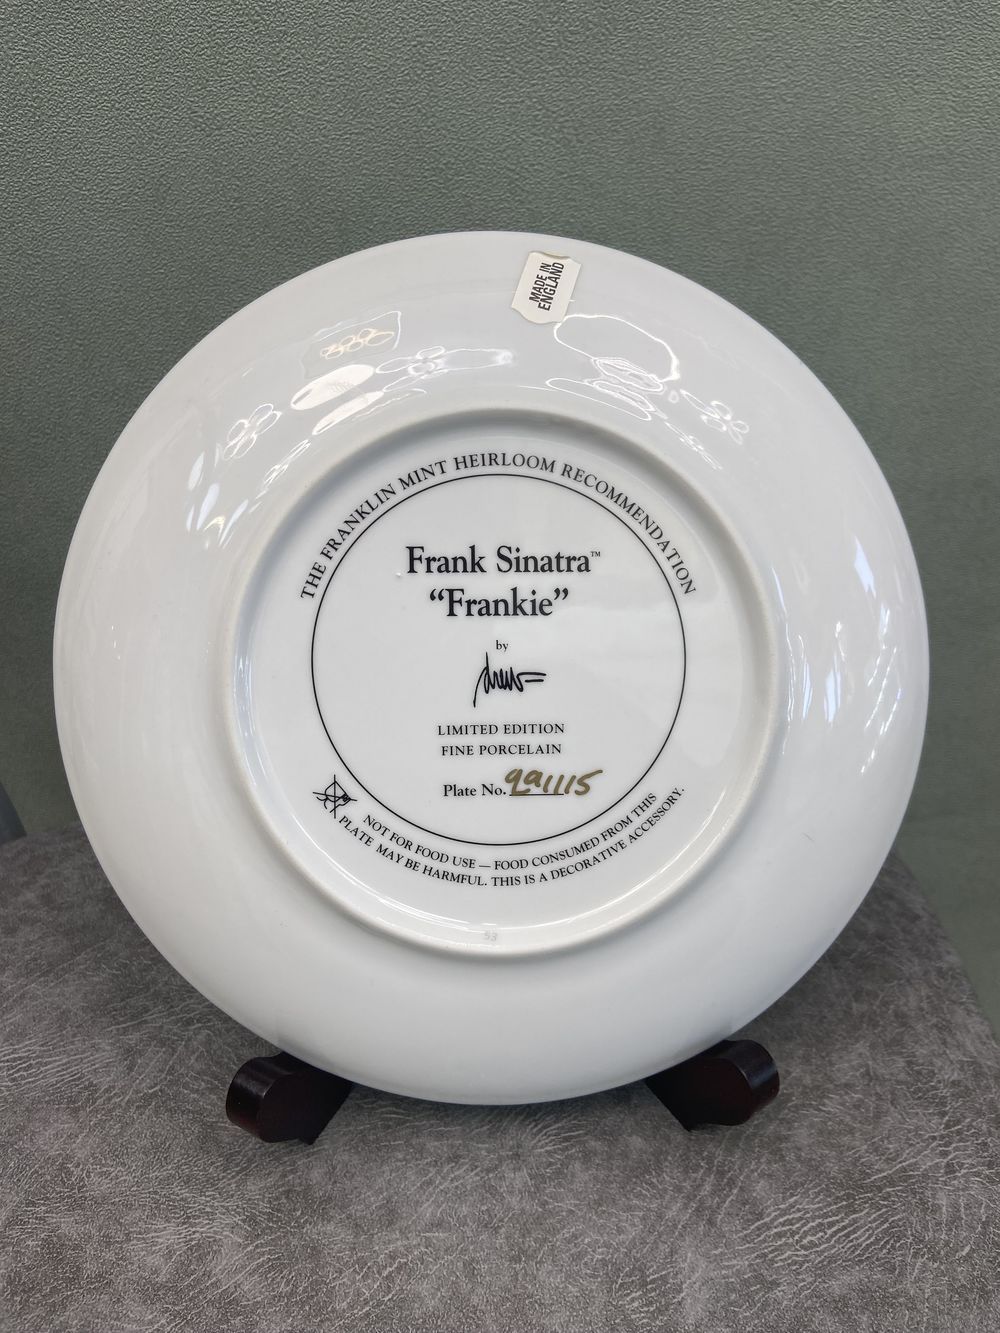 MADE IN
ENGLAND
THE FRANKLIN MINT HEIRLOOM RECOMMENDATION
Frank Sinatra™
“Frankie”
by
LIMITED EDITION
FINE PORCELAIN
Plate No.
NOT FOR FOOD USE — FOOD CONSUMED FROM THIS
PLATE MAY BE HARMFUL. THIS IS A DECORATIVE ACCESSORY.
53